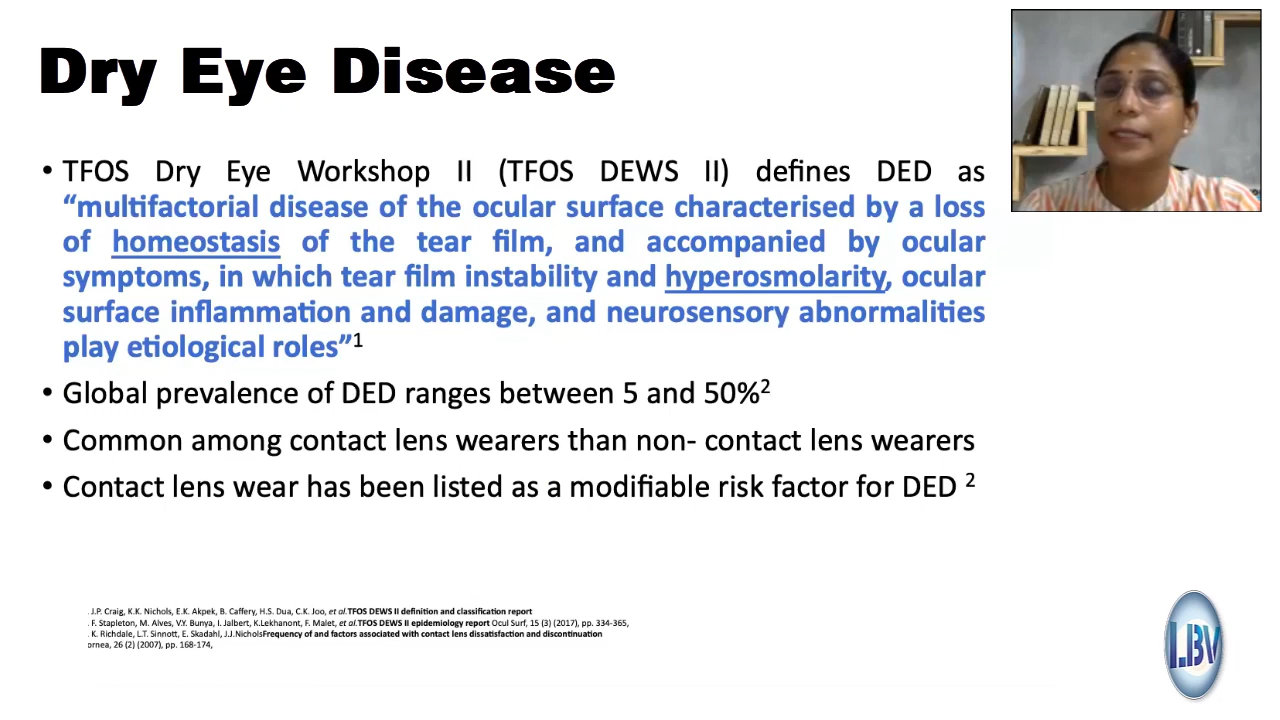 Dry Eye Disease
• TFOS Dry Eye Workshop II (TFOS DEWS II) defines DED as
“multifactorial disease of the ocular surface characterised by a loss
of homeostasis of the tear film, and accompanied by ocular
symptoms, in which tear film instability and hyperosmolarity, ocular
surface inflammation and damage, and neurosensory abnormalities
play etiological roles”1
• Global prevalence of DED ranges between 5 and 50%2
• Common among contact lens wearers than non- contact lens wearers
• Contact lens wear has been listed as a modifiable risk factor for DED 2
. J.P. Craig, K.K. Nichols, E.K. Akpek, B. Caffery, H.S. Dua, C.K. Joo, et al.TFOS DEWS II definition and classification report
. F. Stapleton, M. Alves, V.Y. Bunya, I. Jalbert, K.Lekhanont, F. Malet, et al.TFOS DEWS II epidemiology report Ocul Surf, 15 (3) (2017), pp. 334-365,
. K. Richdale, L.T. Sinnott, E. Skadahl, J.J.NicholsFrequency of and factors associated with contact lens dissatisfaction and discontinuation
ornea, 26 (2) (2007), pp. 168-174,
LBV